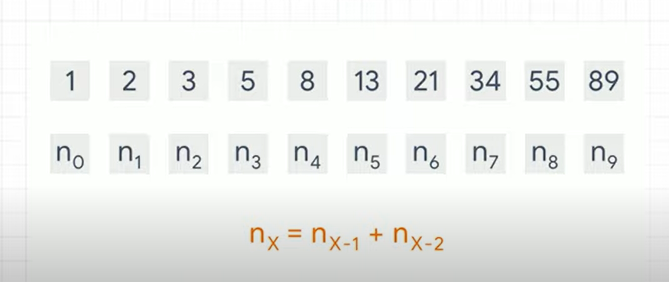 1 2 3 5 8 13 21 34 55 89
n₀ n₁ n₂ n₃ n₄ n₅ n₆ n₇ n₈ n₉
nₓ = nₓ₋₁ + nₓ₋₂